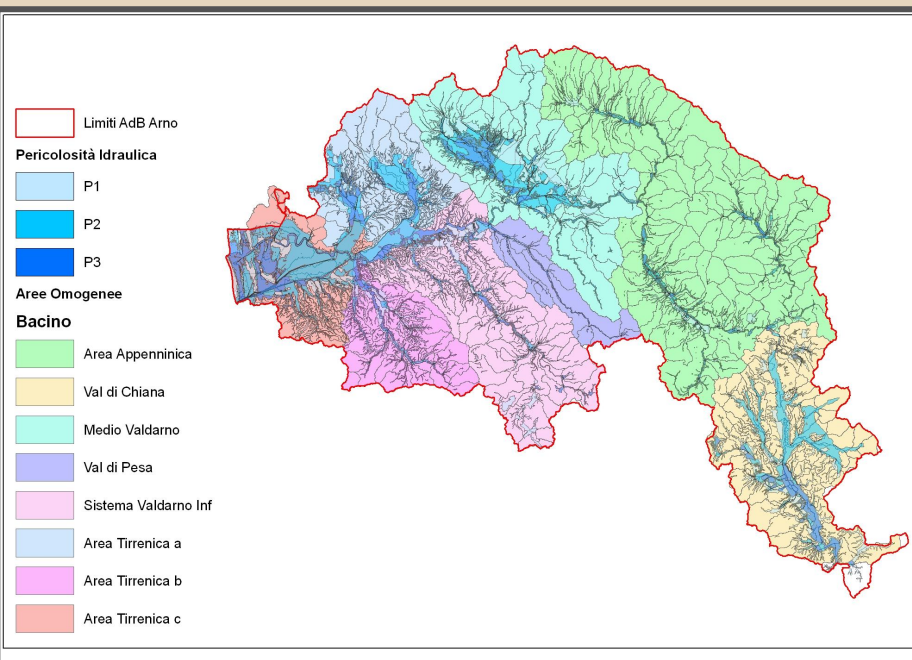 Limiti AdB Arno
Pericolosità Idraulica
P1
P2
P3
Aree Omogenee
Bacino
Area Appenninica
Val di Chiana
Medio Valdarno
Val di Pesa
Sistema Valdarno Inf
Area Tirrenica a
Area Tirrenica b
Area Tirrenica c